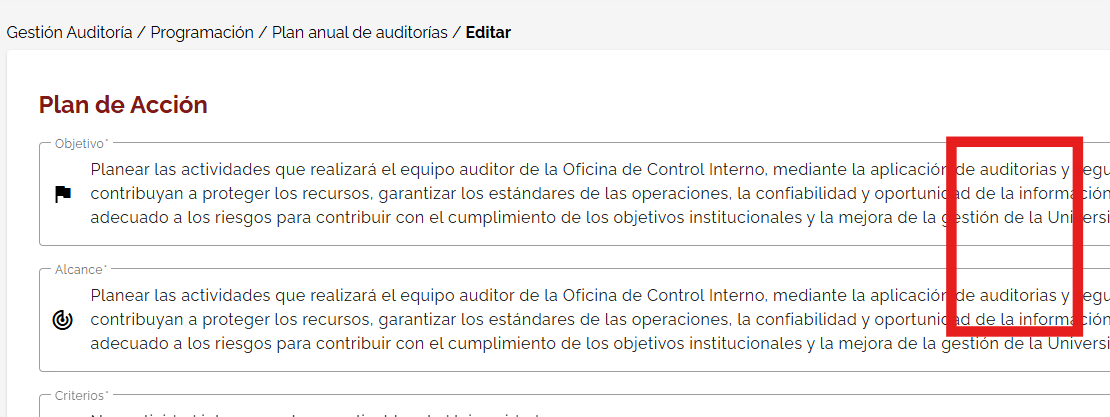 Gestión Auditoría / Programación / Plan anual de auditorías / Editar
Plan de Acción
Objetivo*
Planear las actividades que realizará el equipo auditor de la Oficina de Control Interno, mediante la aplicación de auditorias y
contribuyan a proteger los recursos, garantizar los estándares de las operaciones, la confiabilidad y oportunidad de la información
adecuado a los riesgos para contribuir con el cumplimiento de los objetivos institucionales y la mejora de la gestión de la
Alcance*
Planear las actividades que realizará el equipo auditor de la Oficina de Control Interno, mediante la aplicación de auditorias y
contribuyan a proteger los recursos, garantizar los estándares de las operaciones, la confiabilidad y oportunidad de la información
adecuado a los riesgos para contribuir con el cumplimiento de los objetivos institucionales y la mejora de la gestión de la
Criterios*